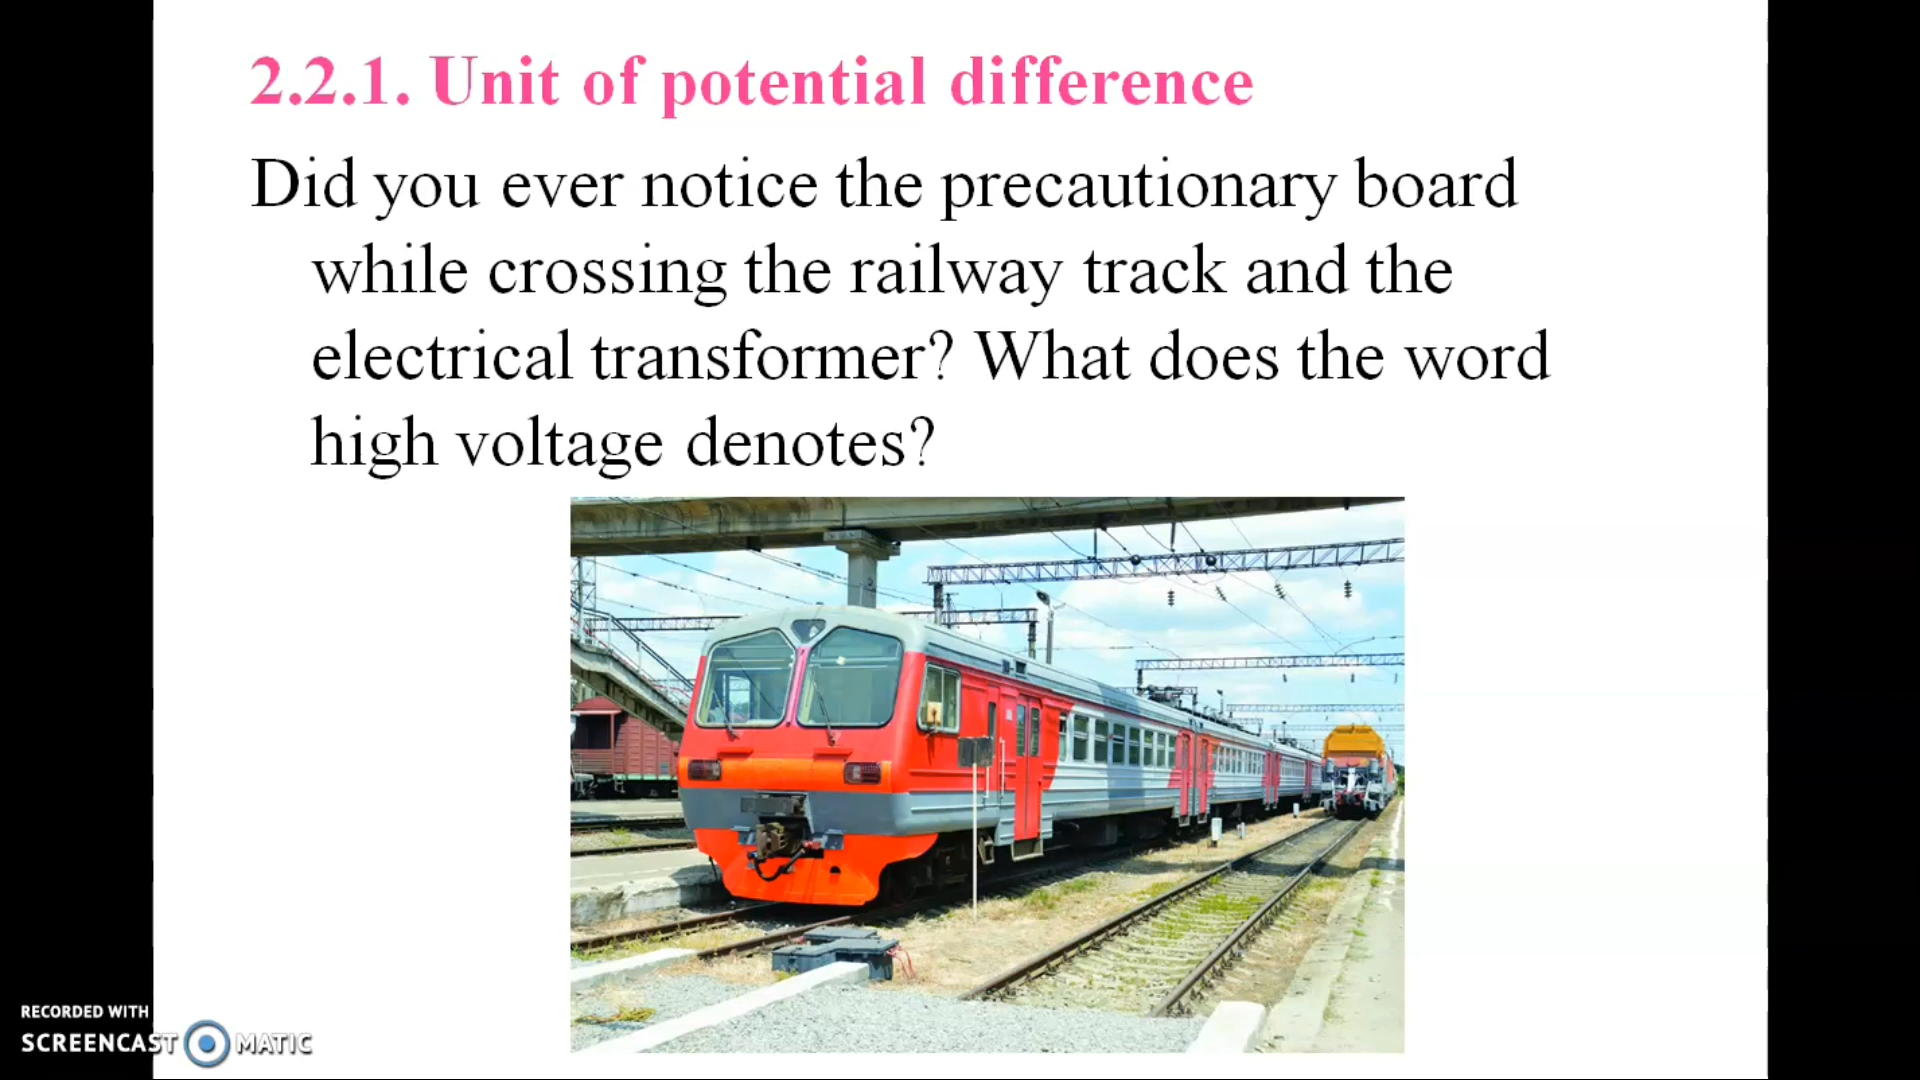 2.2.1. Unit of potential difference
Did you ever notice the precautionary board
while crossing the railway track and the
electrical transformer? What does the word
high voltage denotes?
RECORDED WITH
SCREENCAST MATIC